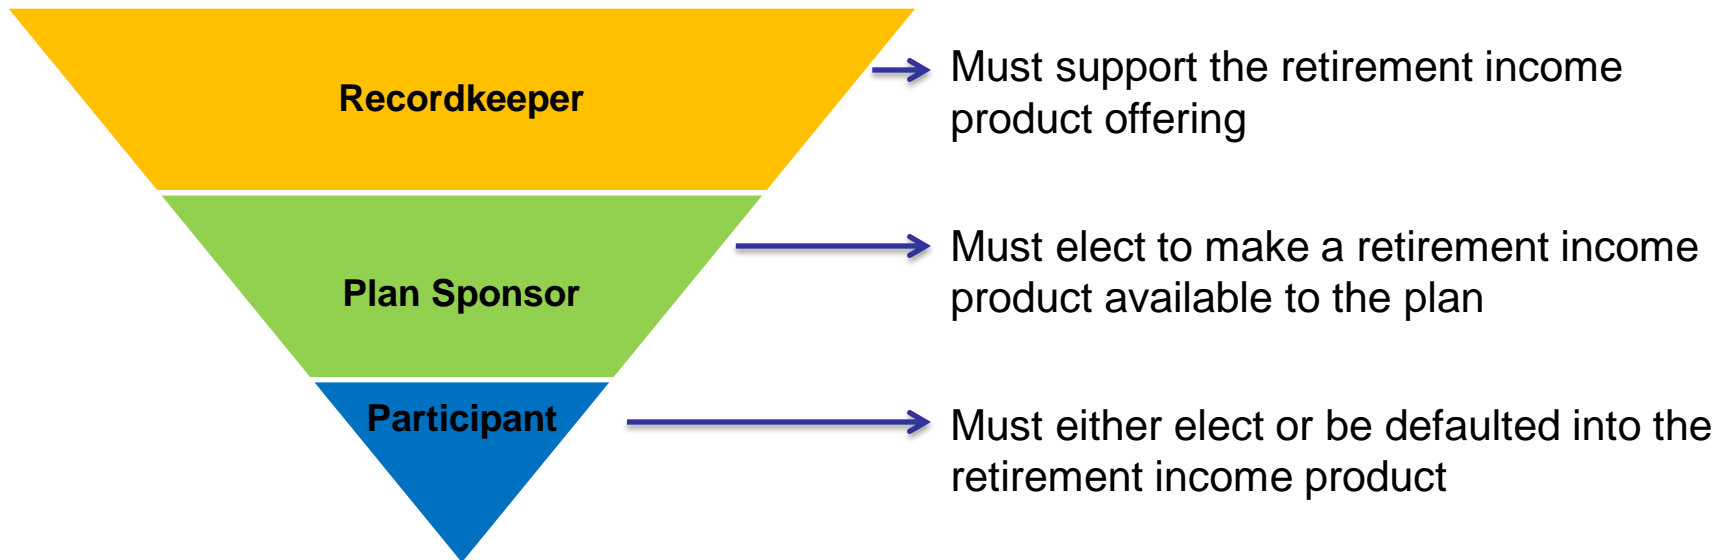 Recordkeeper
Must support the retirement income
product offering
Plan Sponsor
Must elect to make a retirement income
product available to the plan
Participant
Must either elect or be defaulted into the
retirement income product